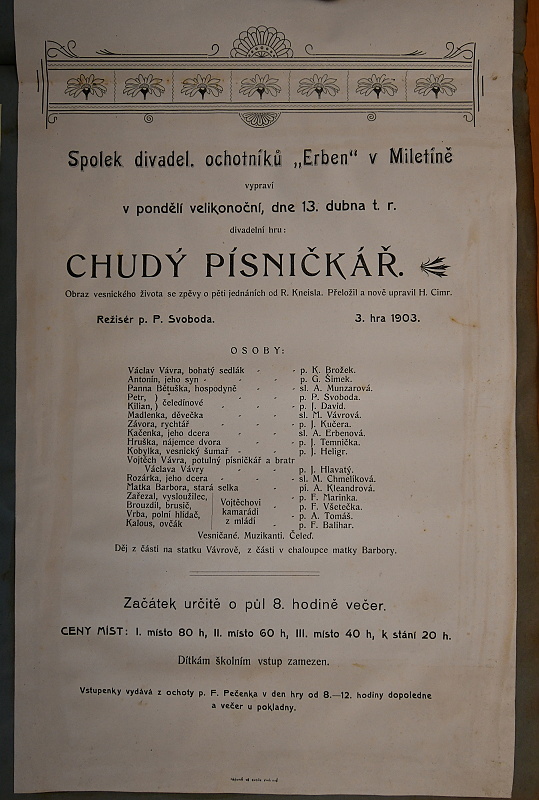 Spolek divadel. ochotníků „Erben“ v Miletíně
vypraví
v pondělí velikonoční, dne 13. dubna t. r.
divadelní hru:
CHUDÝ PÍSNIČKÁŘ.
Obraz vesnického života se zpěvy o pěti jednáních od R. Kneisla. Přeložil a nově upravil H. Cimr.
Režisér p. P. Svoboda. 3. hra 1903.
OSOBY:
Václav Vávra, bohatý sedlák - - p. K. Brožek.
Antonín, jeho syn - - - - p. G. Šimek.
Panna Bětuška, hospodyně - - sl. A. Munzarová.
Petr, } čeledínové - - - p. P. Svoboda.
Kilian, } - - - p. J. David.
Madlenka, děvečka - - - sl. M. Vávrová.
Závora, rychtář - - - - p. J. Kučera.
Kačenka, jeho dcera - - - sl. A. Erbenová.
Hruška, nájemce dvora - - - p. J. Temnička.
Kobylka, vesnický šumař - - - p. J. Heligr.
Vojtěch Vávra, potulný písničkář a bratr
Václava Vávry - - - p. J. Hlavatý.
Rozárka, jeho dcera - - - - sl. M. Chmelíková.
Matka Barbora, stará selka - - pí. A. Kleandrová.
Zařezal, vysloužilec, | Vojtěchovi - p. F. Marinka.
Brouzdil, brusič, | kamarádi - p. F. Všetečka.
Vrba, polní hlídač, | z mládí - p. A. Tomáš.
Kalous, ovčák | - p. F. Balihar.
Vesničané. Muzikanti. Čeleď.
Děj z části na statku Vávrově, z části v chaloupce matky Barbory.
Začátek určitě o půl 8. hodině večer.
CENY MÍST: I. místo 80 h, II. místo 60 h, III. místo 40 h, k stání 20 h.
Dítkám školním vstup zamezen.
Vstupenky vydává z ochoty p. F. Pečenka v den hry od 8.—12. hodiny dopoledne
a večer u pokladny.